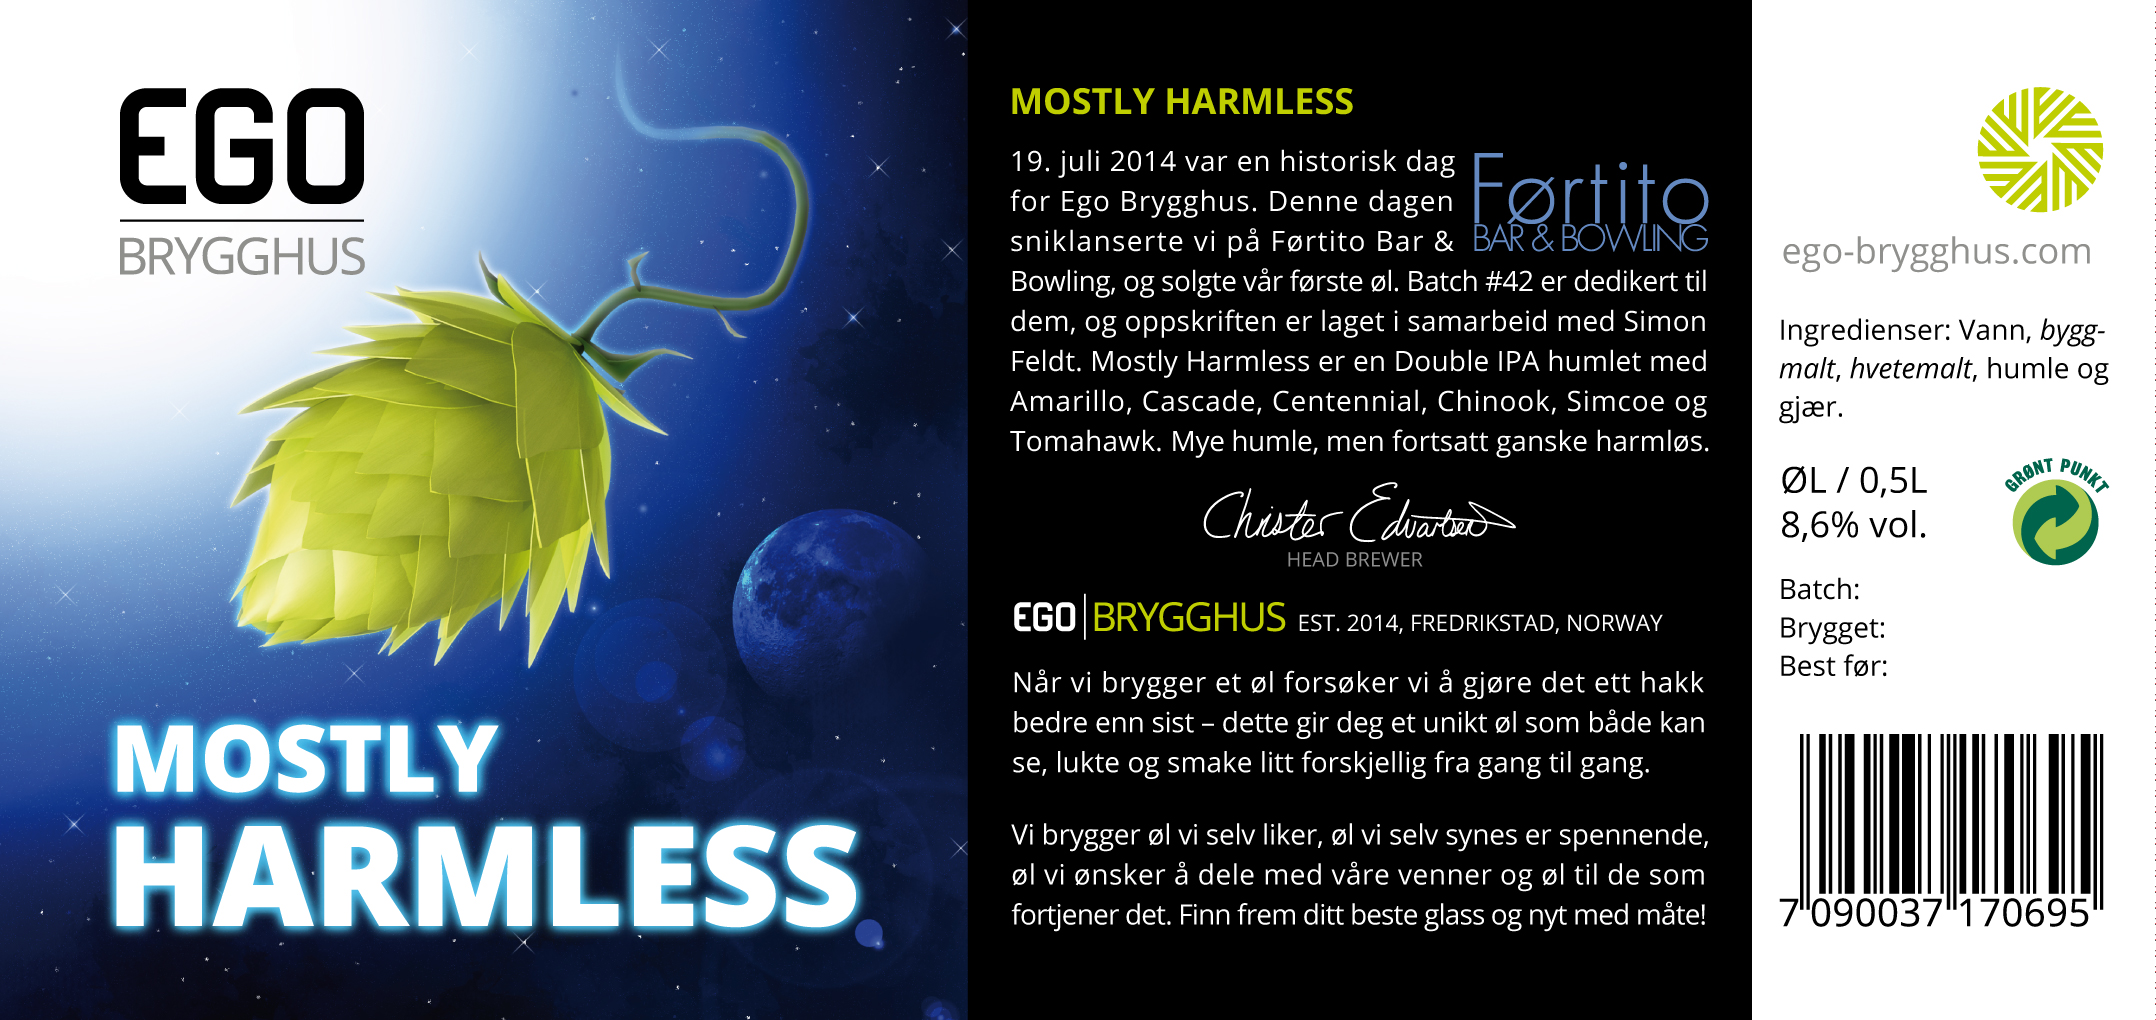 EGO
BRYGGHUS
MOSTLY
HARMLESS
MOSTLY HARMLESS
19. juli 2014 var en historisk dag
for Ego Brygghus. Denne dagen
sniklanserte vi på Førtito Bar &
Bowling, og solgte vår første øl. Batch #42 er dedikert til
dem, og oppskriften er laget i samarbeid med Simon
Feldt. Mostly Harmless er en Double IPA humlet med
Amarillo, Cascade, Centennial, Chinook, Simcoe og
Tomahawk. Mye humle, men fortsatt ganske harmløs.
Førtito
BAR & BOWLING
Christer Edvartsen
HEAD BREWER
EGO BRYGGHUS EST. 2014, FREDRIKSTAD, NORWAY
Når vi brygger et øl forsøker vi å gjøre det ett hakk
bedre enn sist – dette gir deg et unikt øl som både kan
se, lukte og smake litt forskjellig fra gang til gang.
Vi brygger øl vi selv liker, øl vi selv synes er spennende,
øl vi ønsker å dele med våre venner og øl til de som
fortjener det. Finn frem ditt beste glass og nyt med måte!
ego-brygghus.com
Ingredienser: Vann, bygg-
malt, hvetemalt, humle og
gjær.
ØL / 0,5L
8,6% vol.
GRØNT PUNKT
Batch:
Brygget:
Best før:
7 090037 170695